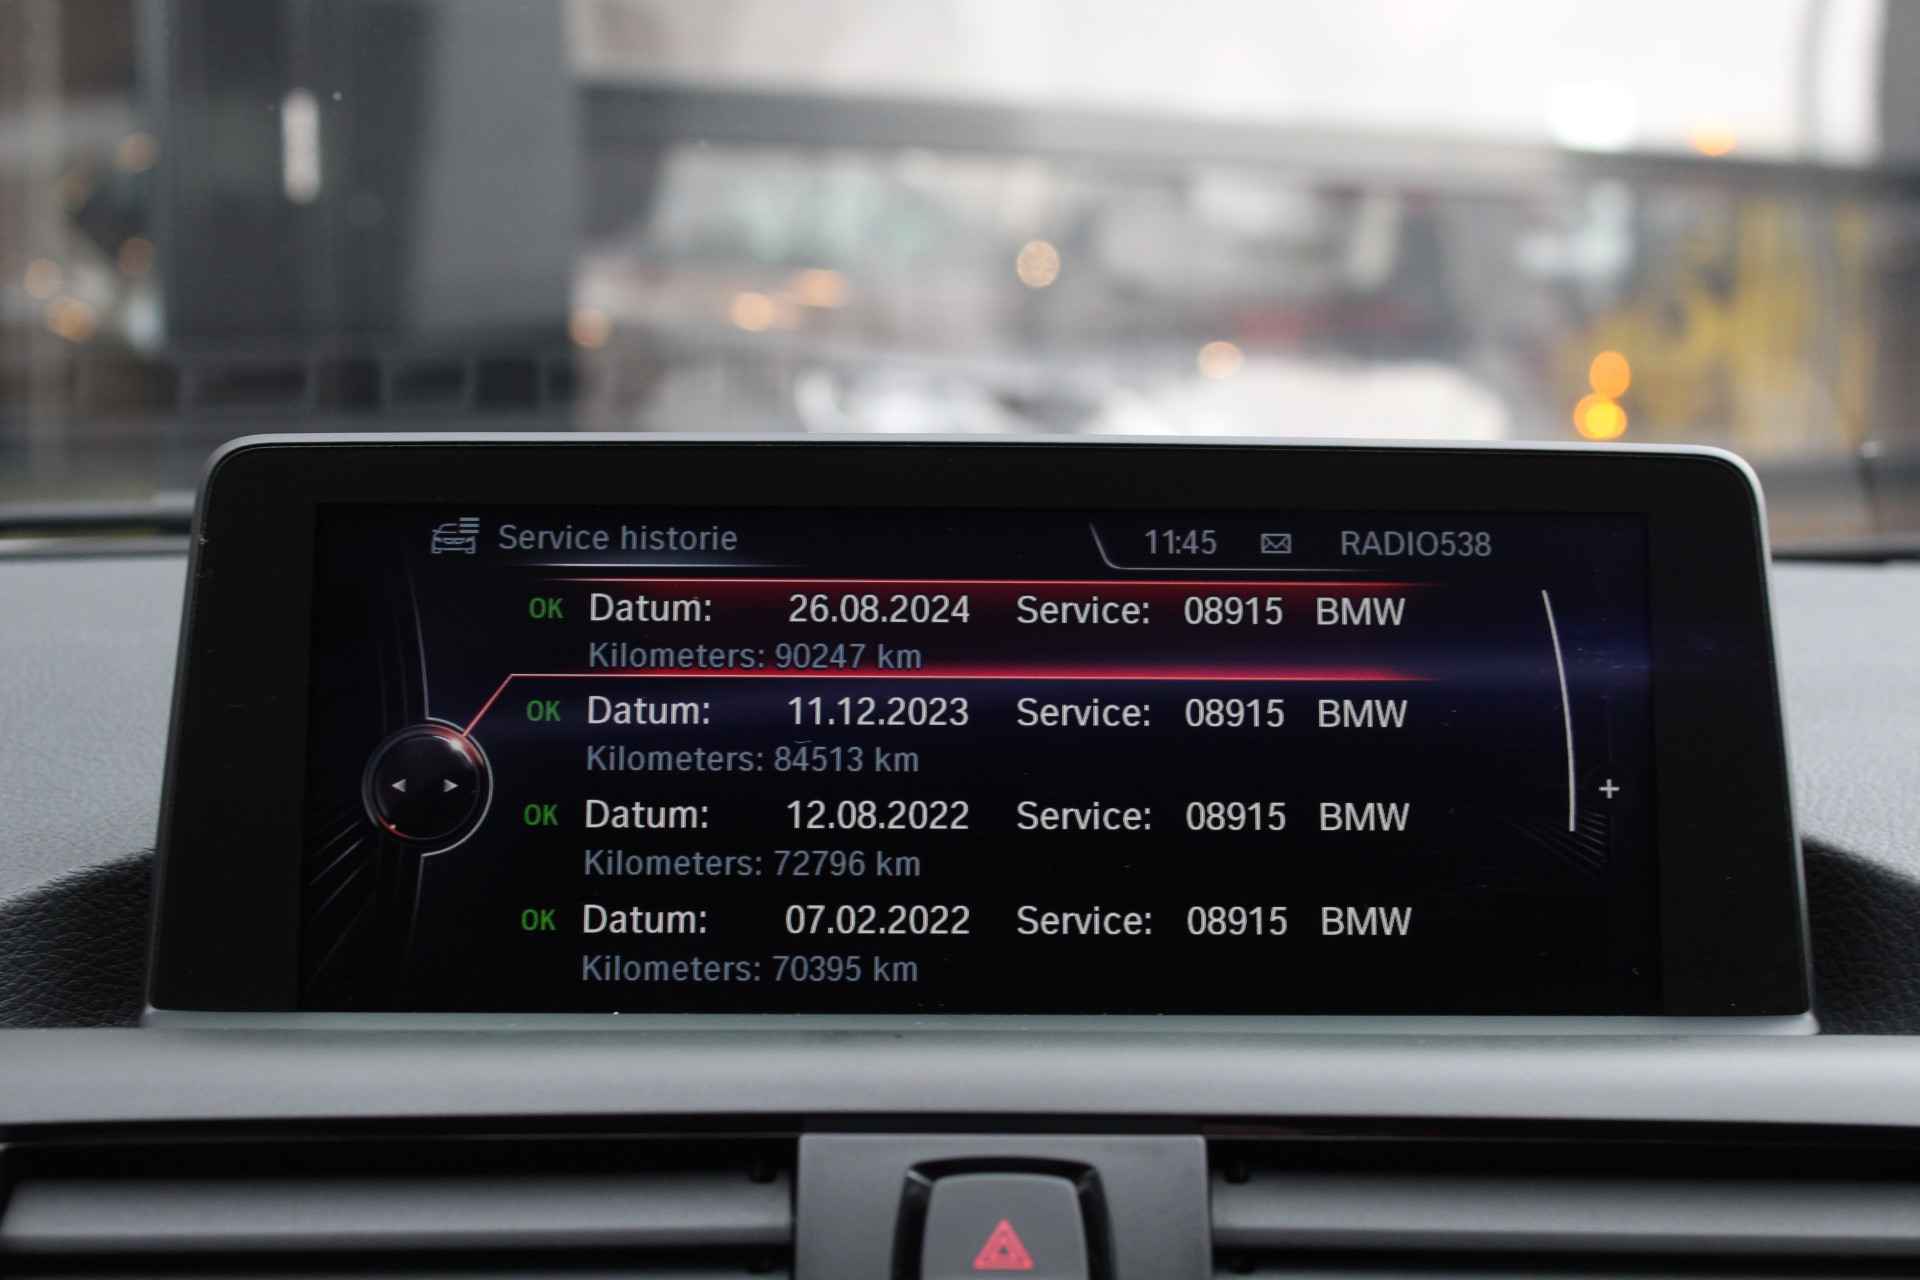 Service historie 11:45 RADIO538
OK Datum: 26.08.2024 Service: 08915 BMW
Kilometers: 90247 km
OK Datum: 11.12.2023 Service: 08915 BMW
Kilometers: 84513 km
OK Datum: 12.08.2022 Service: 08915 BMW
Kilometers: 72796 km
OK Datum: 07.02.2022 Service: 08915 BMW
Kilometers: 70395 km